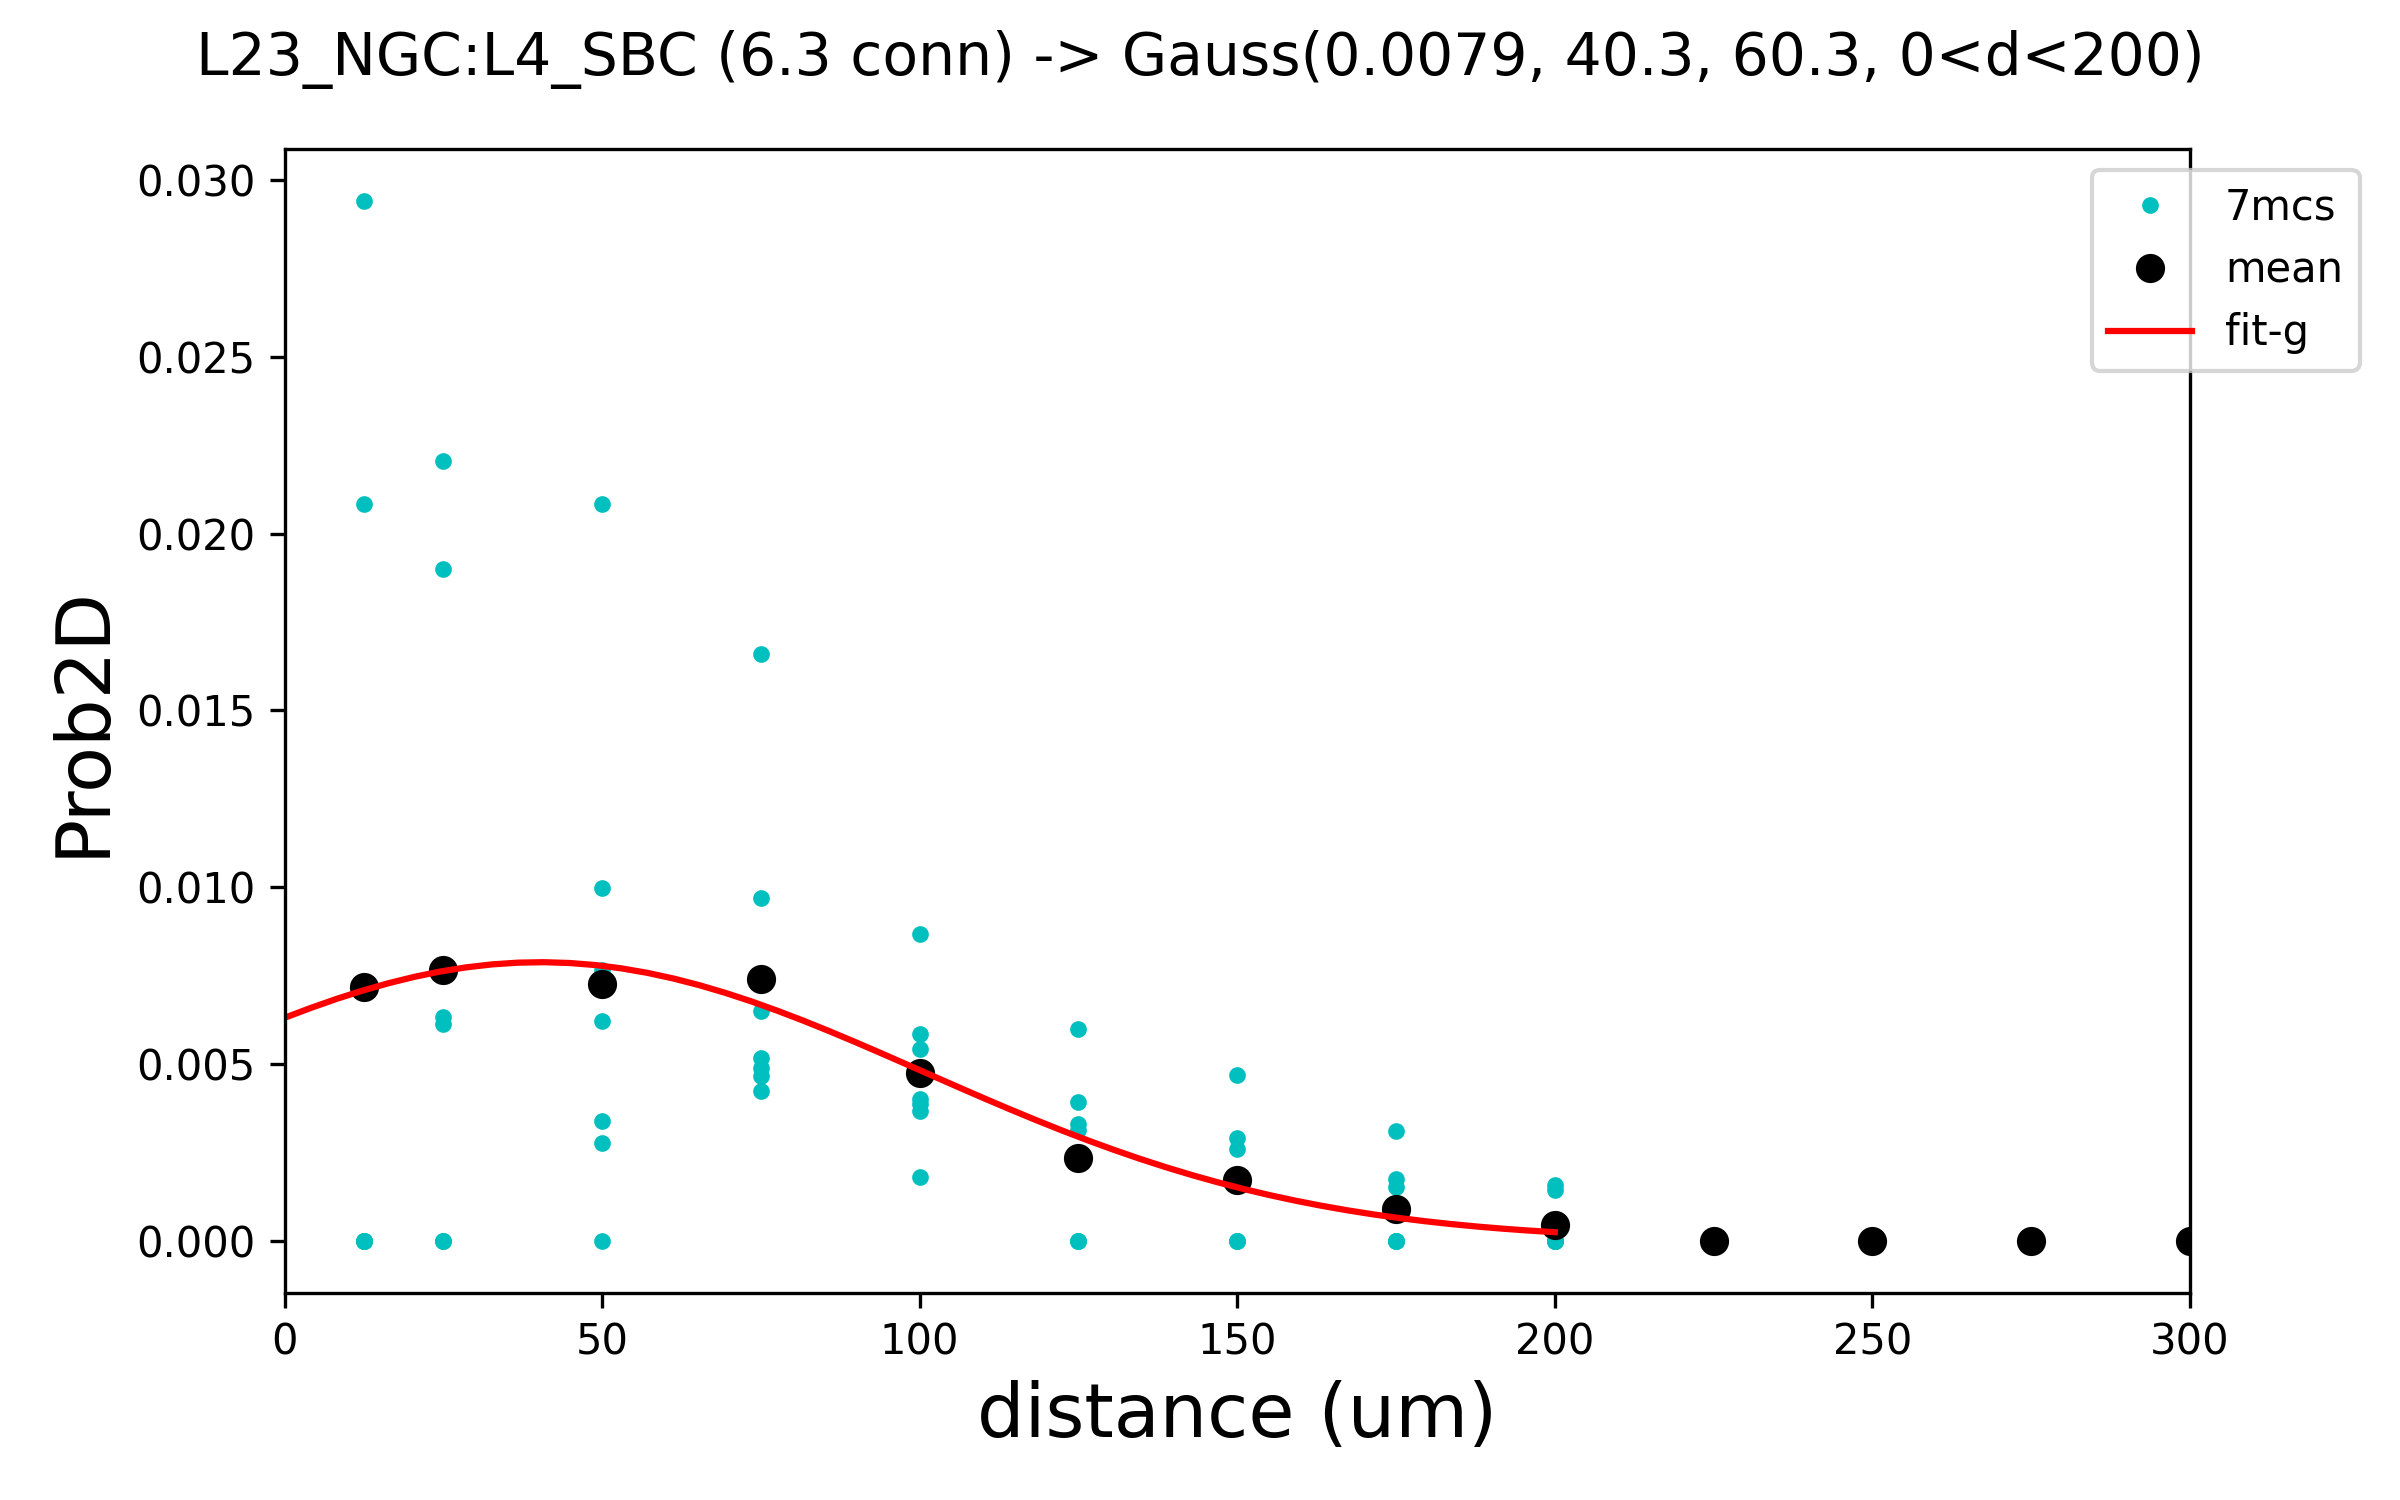 L23_NGC:L4_SBC (6.3 conn) -> Gauss(0.0079, 40.3, 60.3, 0<d<200)
7mcs
mean
fit-g
Prob2D
0.030
0.025
0.020
0.015
0.010
0.005
0.000
0 50 100 150 200 250 300
distance (um)